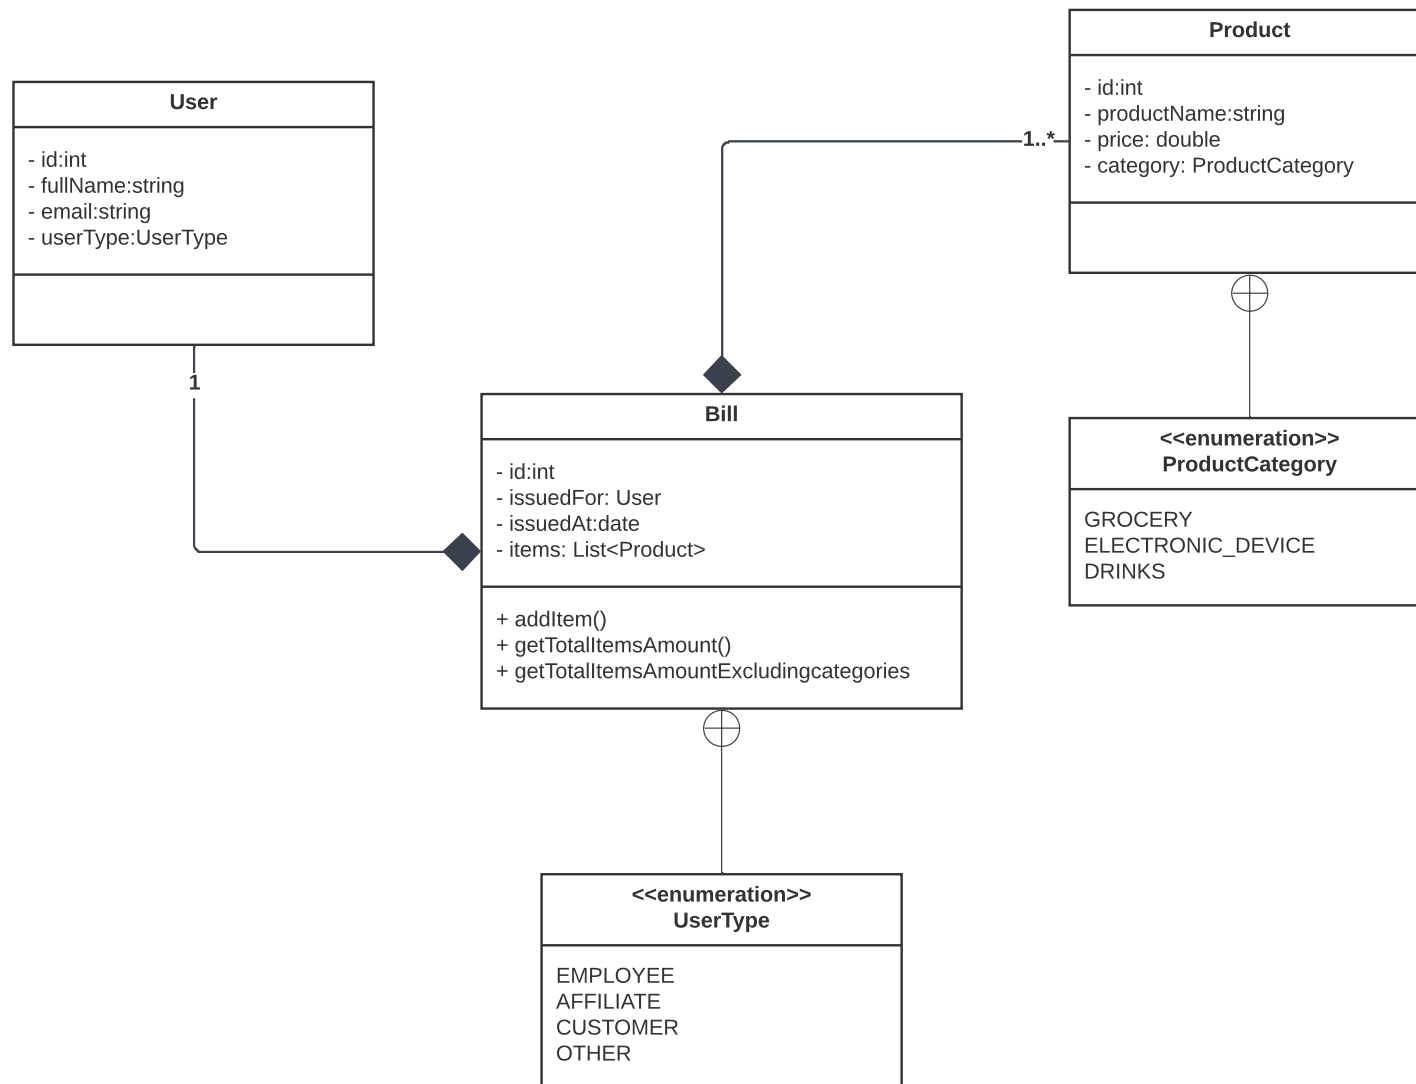 Product
- id:int
- productName:string
- price: double
- category: ProductCategory
User
- id:int
- fullName:string
- email:string
- userType:UserType
1..*
1
Bill
- id:int
- issuedFor: User
- issuedAt:date
- items: List<Product>
+ addItem()
+ getTotalItemsAmount()
+ getTotalItemsAmountExcludingcategories
<<enumeration>>
ProductCategory
GROCERY
ELECTRONIC_DEVICE
DRINKS
<<enumeration>>
UserType
EMPLOYEE
AFFILIATE
CUSTOMER
OTHER